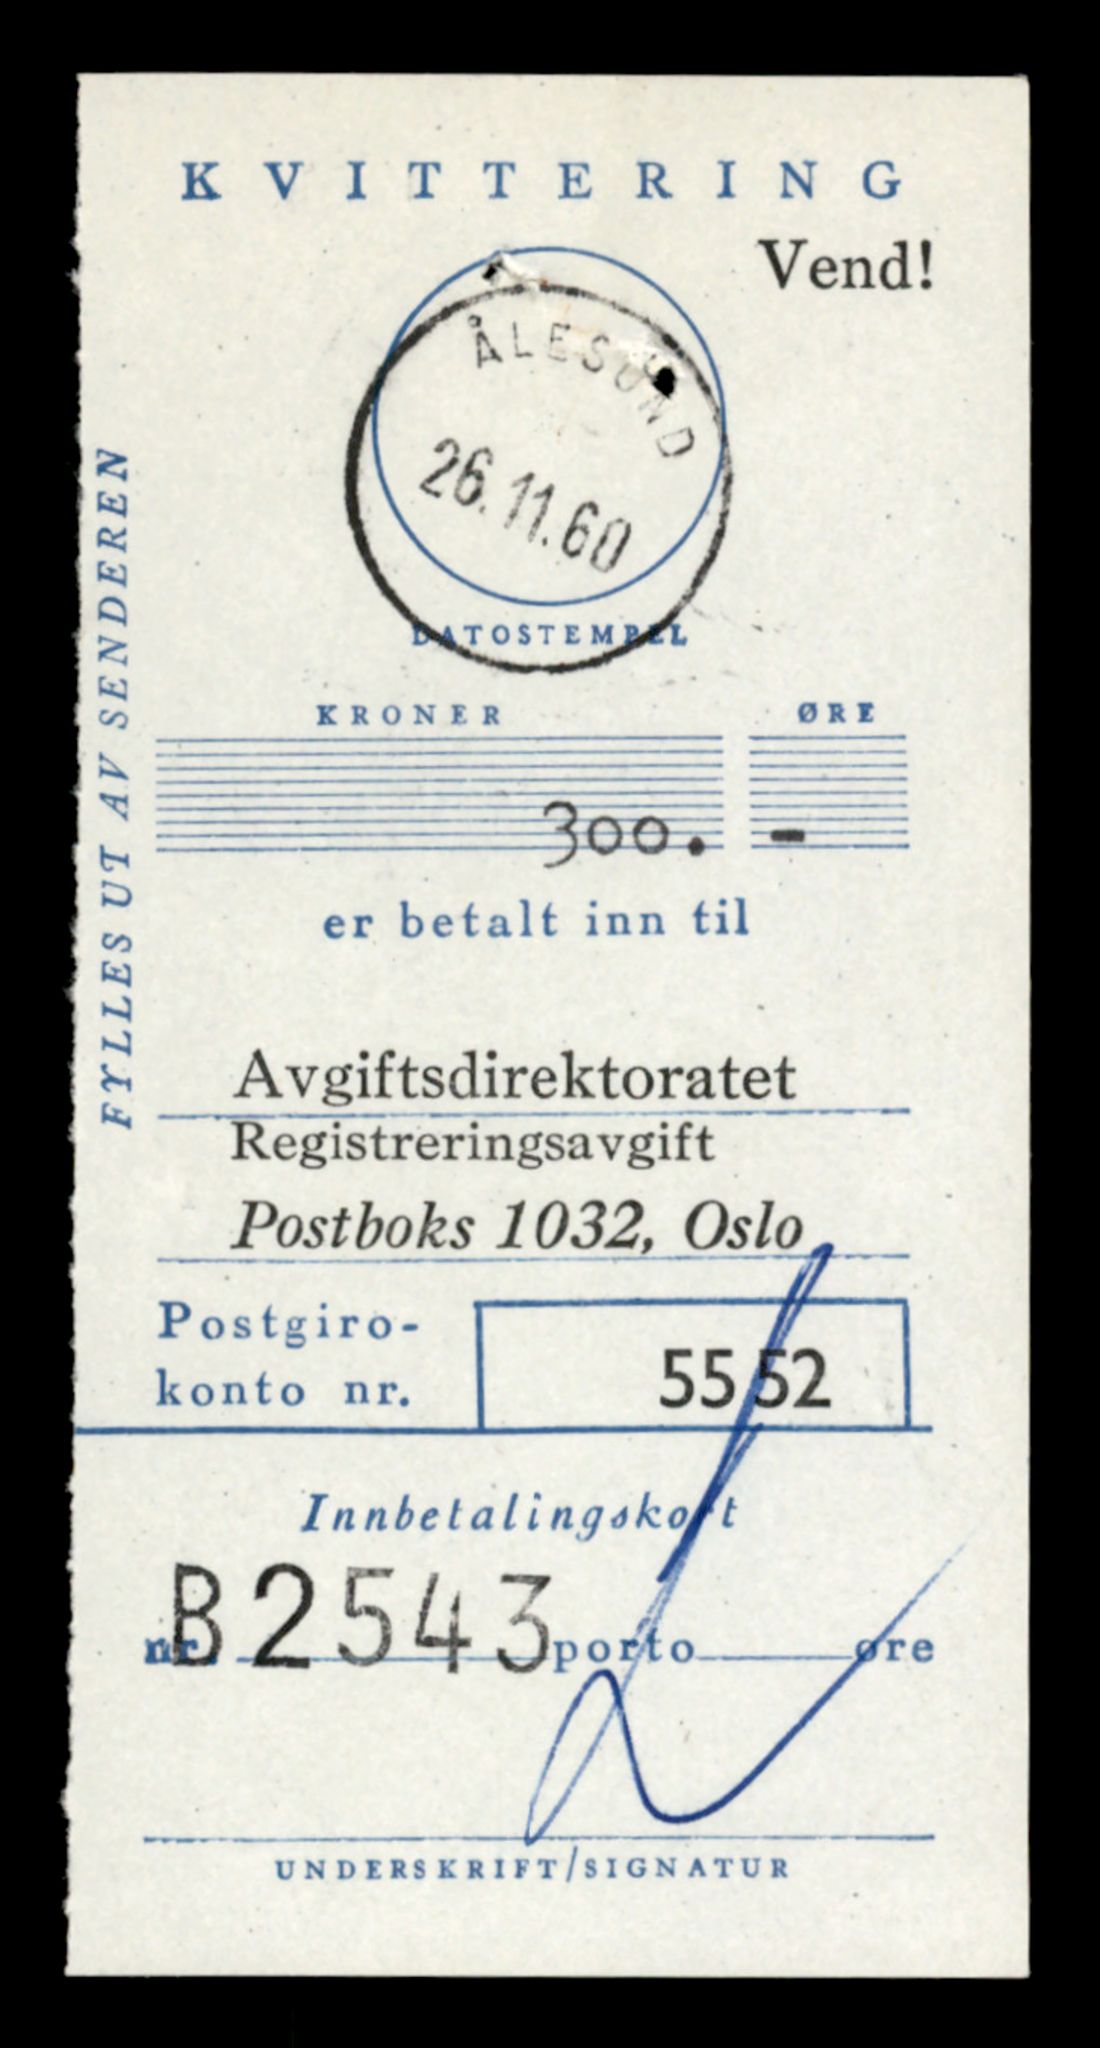 KVITTERING
Vend!
ÅLESUND
26.11.60
DATOSTEMPEL
FYLLES UT AV SENDEREN
KRONER ØRE
300. -
er betalt inn til
Avgiftsdirektoratet
Registreringsavgift
Postboks 1032, Oslo
Postgiro-
konto nr.
5552
Innbetalingskort
nr. B2543 porto øre
UNDERSKRIFT/SIGNATUR